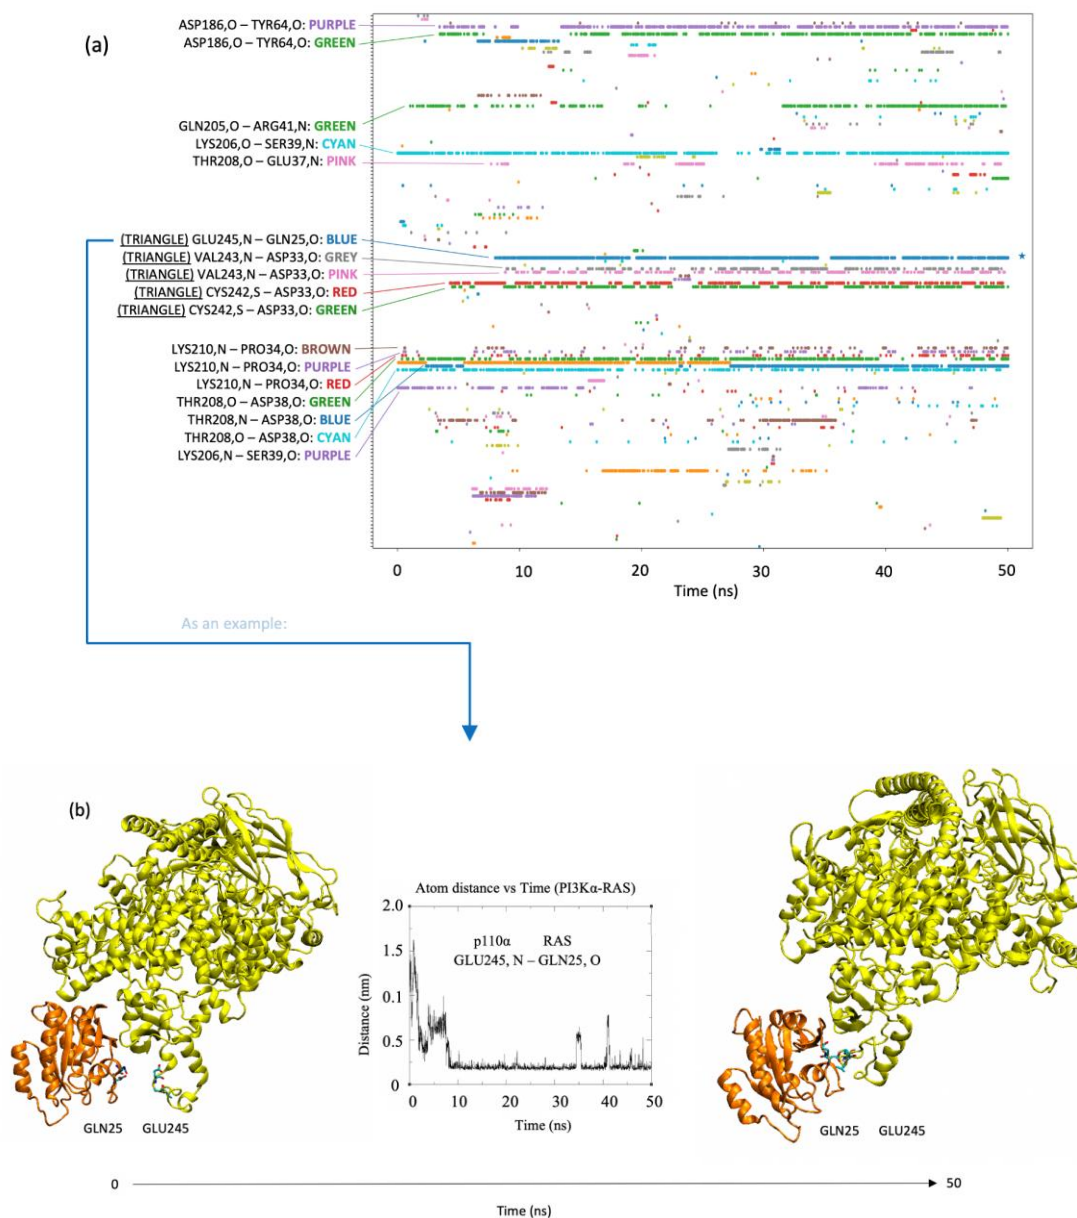 (a)
ASP186,O – TYR64,O: PURPLE
ASP186,O – TYR64,O: GREEN
GLN205,O – ARG41,N: GREEN
LYS206,O – SER39,N: CYAN
THR208,O – GLU37,N: PINK
(TRIANGLE) GLU245,N – GLN25,O: BLUE
(TRIANGLE) VAL243,N – ASP33,O: GREY
(TRIANGLE) VAL243,N – ASP33,O: PINK
(TRIANGLE) CYS242,S – ASP33,O: RED
(TRIANGLE) CYS242,S – ASP33,O: GREEN
LYS210,N – PRO34,O: BROWN
LYS210,N – PRO34,O: PURPLE
LYS210,N – PRO34,O: RED
THR208,O – ASP38,O: GREEN
THR208,N – ASP38,O: BLUE
THR208,O – ASP38,O: CYAN
LYS206,N – SER39,O: PURPLE
0 10 20 30 40 50
Time (ns)
As an example:
(b)
Atom distance vs Time (PI3Kα-RAS)
p110α RAS
GLU245, N – GLN25, O
Distance (nm)
2.0
1.5
0.1
0.5
0
0 10 20 30 40 50
Time (ns)
GLN25 GLU245
GLN25 GLU245
0 50
Time (ns)